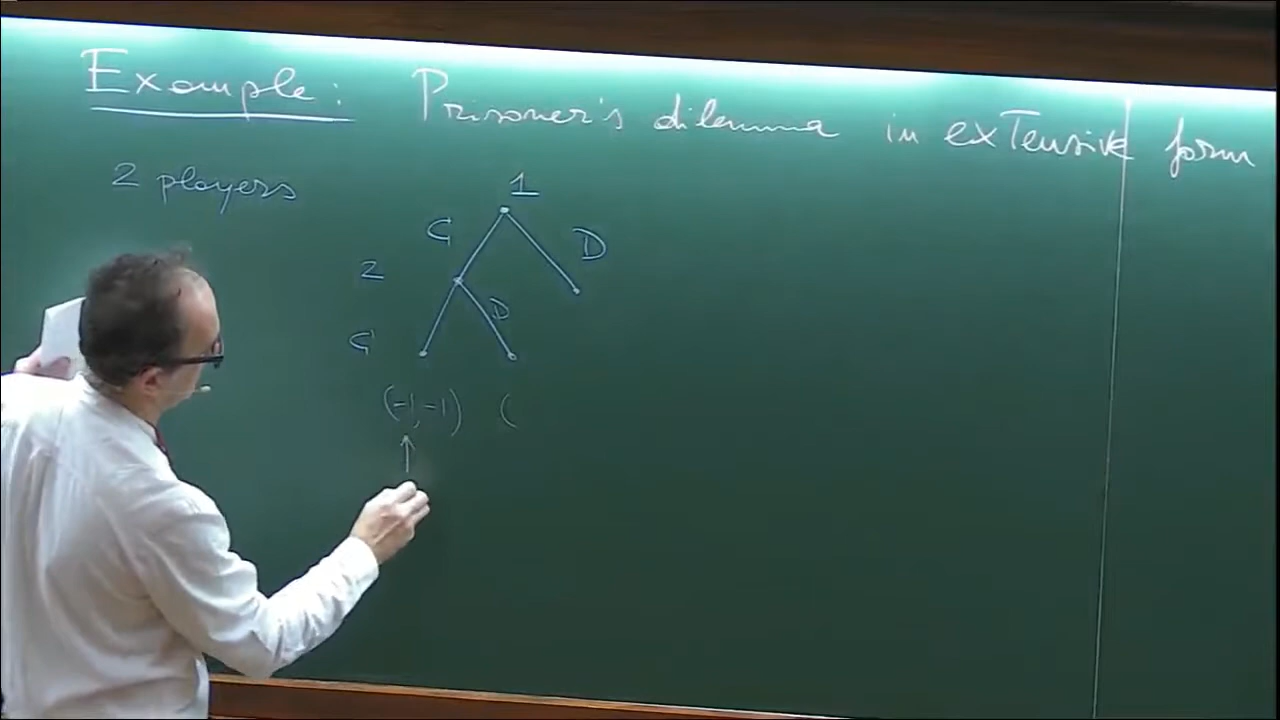 Example: Prisoner's dilemma in extensive form
2 players
1
C D
2
D
C
(-1,-1) (